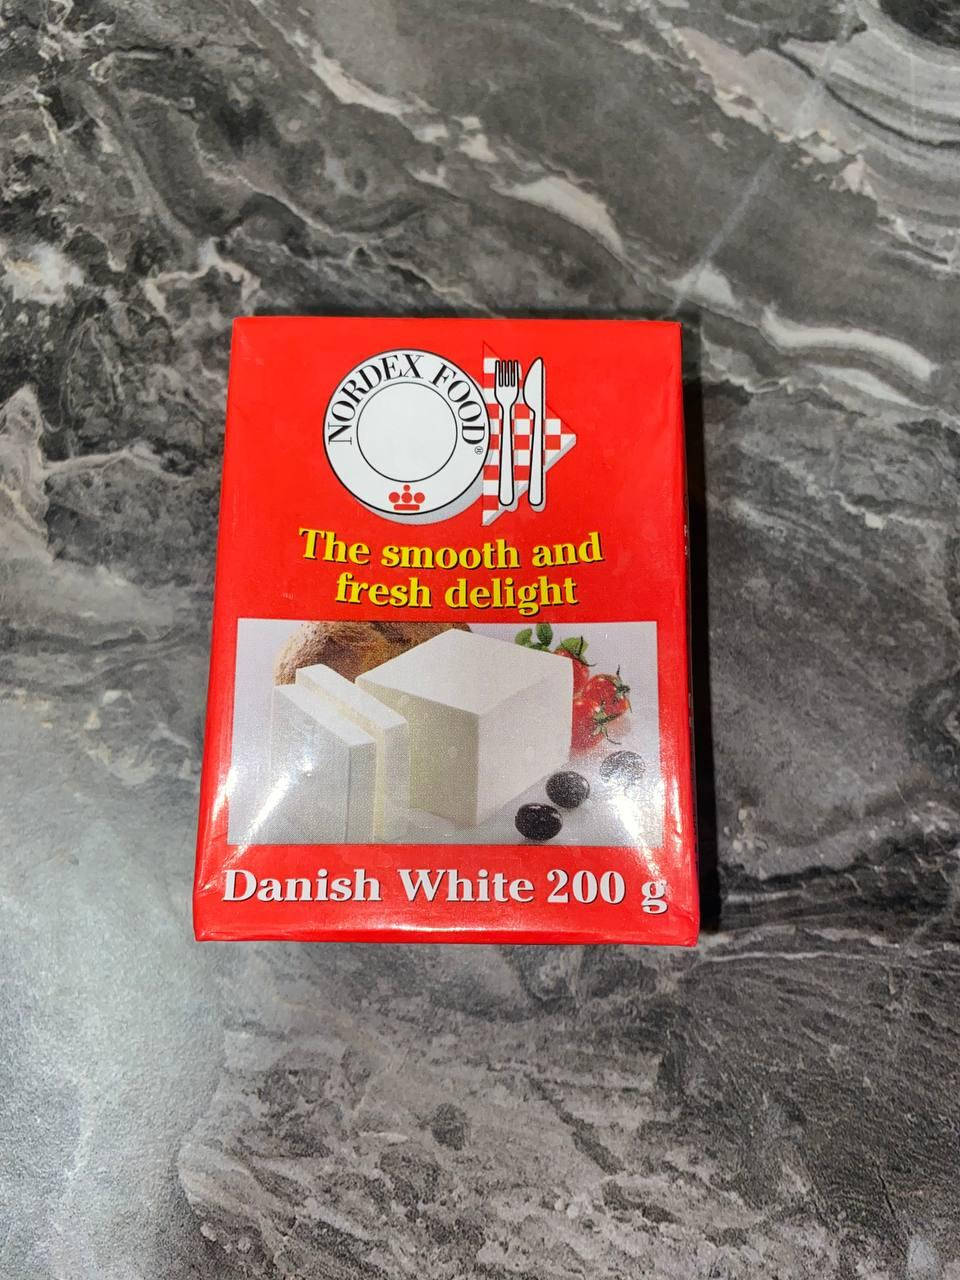 NORDEX FOOD®
The smooth and
fresh delight
Danish White 200 g